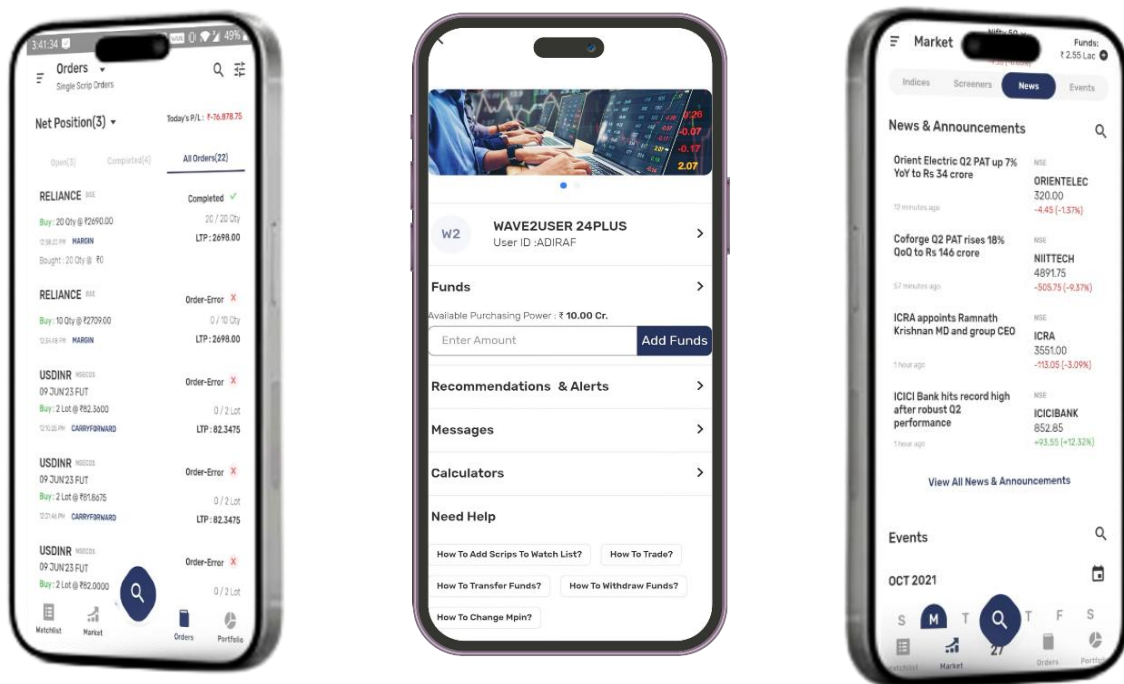 3:41:34
49%
Orders
Single Scrip Orders
Net Position(3)
Today's P/L : ₹-76,878.75
Open(3)
Completed(4)
All Orders(22)
RELIANCE BSE
Completed
Buy: 20 Qty @ ₹2690.00
20 / 20 Qty
MARGIN
LTP : 2698.00
Bought : 20 Qty @ ₹0
RELIANCE BSE
Order-Error
Buy: 10 Qty @ ₹2709.00
0 / 10 Qty
MARGIN
LTP : 2698.00
USDINR
Order-Error
09 JUN'23 FUT
Buy: 2 Lot @ ₹82.3600
0 / 2 Lot
CARRYFORWARD
LTP : 82.3475
USDINR
Order-Error
09 JUN'23 FUT
Buy: 2 Lot @ ₹81.8675
0 / 2 Lot
CARRYFORWARD
LTP : 82.3475
USDINR
Order-Error
09 JUN'23 FUT
Buy: 2 Lot @ ₹82.0000
0 / 2 Lot
Watchlist
Market
Orders
Portfolio
-0.07
-0.17
2.07
W2
WAVE2USER 24PLUS
User ID :ADIRAF
Funds
Available Purchasing Power : ₹ 10.00 Cr.
Enter Amount
Add Funds
Recommendations & Alerts
Messages
Calculators
Need Help
How To Add Scrips To Watch List?
How To Trade?
How To Transfer Funds?
How To Withdraw Funds?
How To Change Mpin?
Market
Funds:
₹ 2.55 Lac
Indices
Screeners
News
Events
News & Announcements
Orient Electric Q2 PAT up 7%
YoY to Rs 34 crore
12 minutes ago
NSE
ORIENTELEC
320.00
-4.45 (-1.37%)
Coforge Q2 PAT rises 18%
QoQ to Rs 146 crore
57 minutes ago
NSE
NIITTECH
4891.75
-505.75 (-9.37%)
ICRA appoints Ramnath
Krishnan MD and group CEO
1 hour ago
NSE
ICRA
3551.00
-113.05 (-3.09%)
ICICI Bank hits record high
after robust Q2
performance
1 hour ago
NSE
ICICIBANK
852.85
+93.55 (+12.32%)
View All News & Announcements
Events
OCT 2021
S
M
T
T
F
S
27
Watchlist
Market
Orders
Portfolio